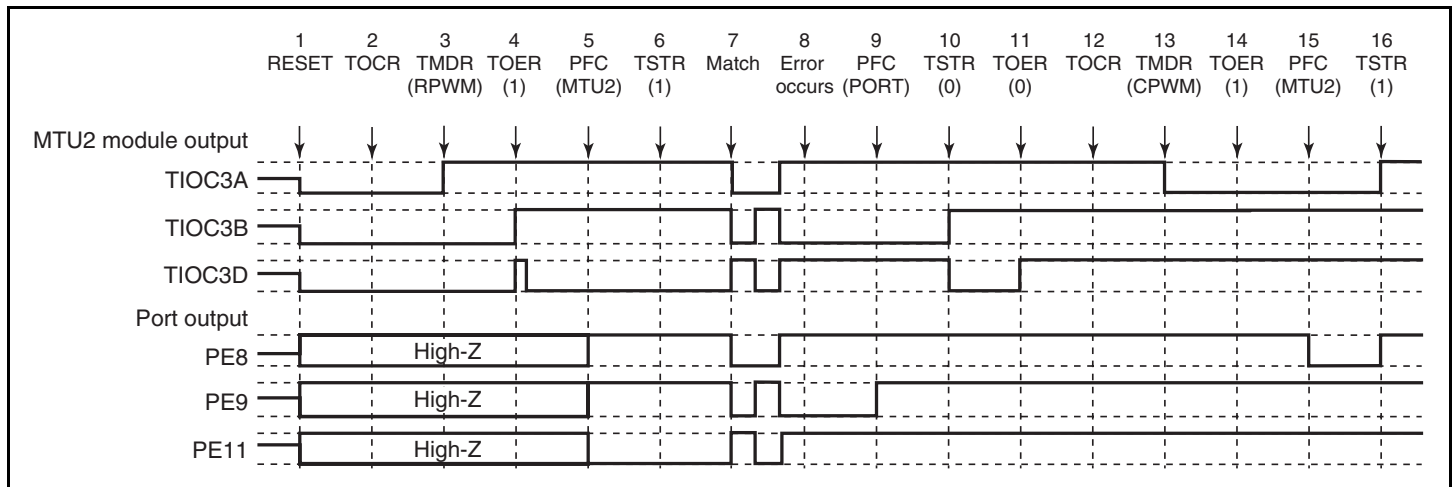 1 2 3 4 5 6 7 8 9 10 11 12 13 14 15 16
RESET TOCR TMDR TOER PFC TSTR Match Error PFC TSTR TOER TOCR TMDR TOER PFC TSTR
(RPWM) (1) (MTU2) (1) occurs (PORT) (0) (0) (CPWM) (1) (MTU2) (1)
MTU2 module output
TIOC3A
TIOC3B
TIOC3D
Port output
PE8 High-Z
PE9 High-Z
PE11 High-Z